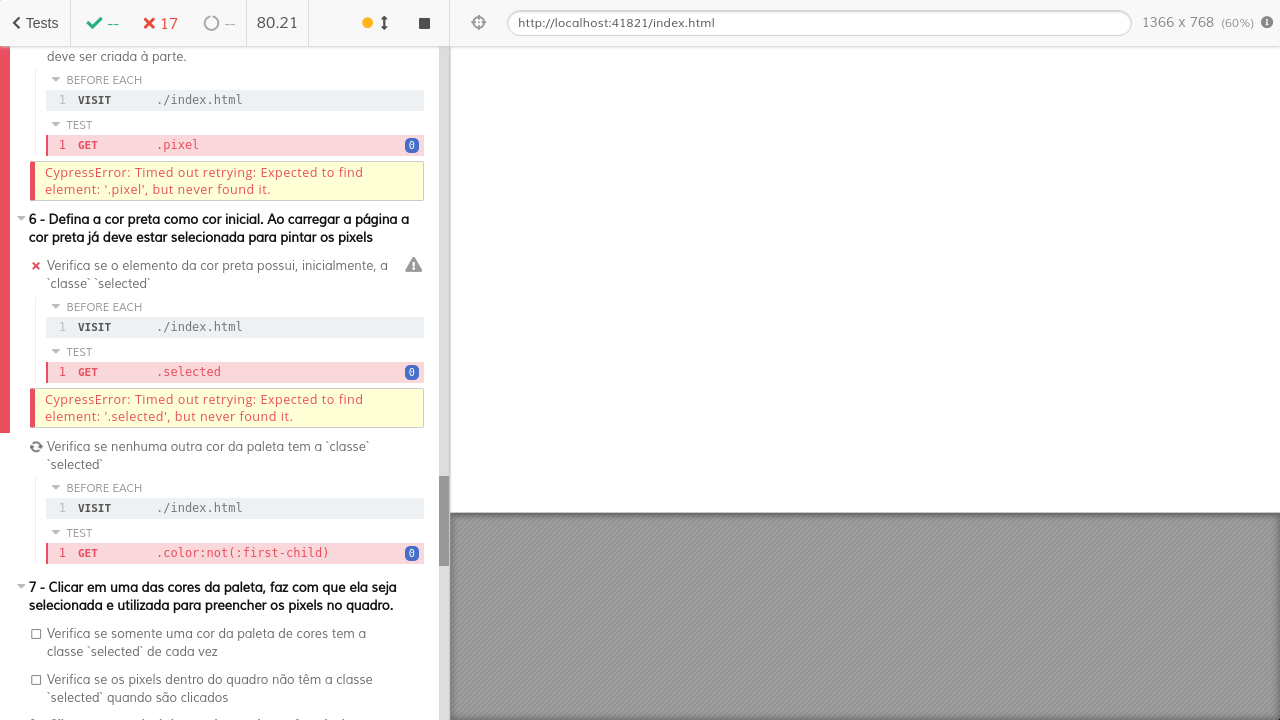 Tests
--
17
--
80.21
http://localhost:41821/index.html
1366 x 768 (60%)
deve ser criada à parte.
BEFORE EACH
1 VISIT ./index.html
TEST
1 GET .pixel 0
CypressError: Timed out retrying: Expected to find
element: '.pixel', but never found it.
6 - Defina a cor preta como cor inicial. Ao carregar a página a
cor preta já deve estar selecionada para pintar os pixels
Verifica se o elemento da cor preta possui, inicialmente, a
`classe` `selected`
BEFORE EACH
1 VISIT ./index.html
TEST
1 GET .selected 0
CypressError: Timed out retrying: Expected to find
element: '.selected', but never found it.
Verifica se nenhuma outra cor da paleta tem a `classe`
`selected`
BEFORE EACH
1 VISIT ./index.html
TEST
1 GET .color:not(:first-child) 0
7 - Clicar em uma das cores da paleta, faz com que ela seja
selecionada e utilizada para preencher os pixels no quadro.
Verifica se somente uma cor da paleta de cores tem a
classe `selected` de cada vez
Verifica se os pixels dentro do quadro não têm a classe
`selected` quando são clicados